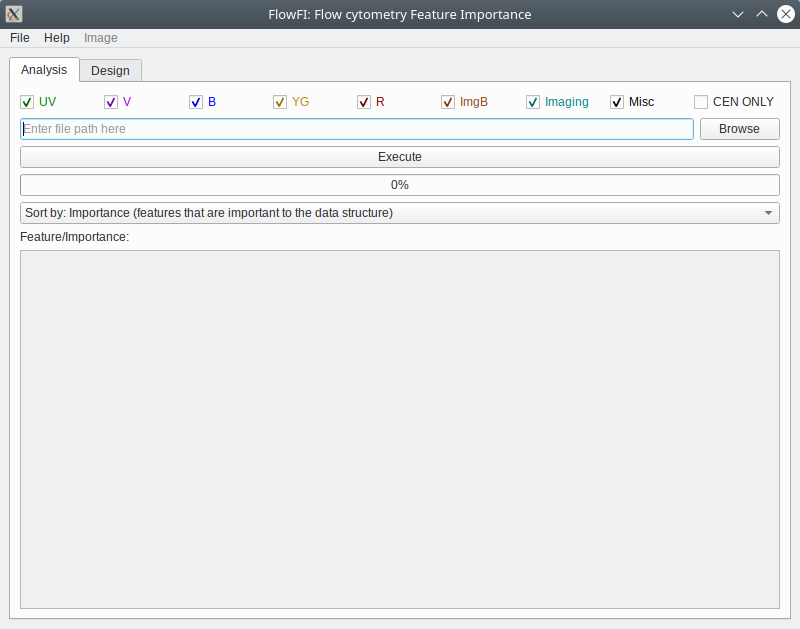 FlowFI: Flow cytometry Feature Importance
File Help Image
Analysis Design
UV V B YG R ImgB Imaging Misc CEN ONLY
Enter file path here Browse
Execute
0%
Sort by: Importance (features that are important to the data structure)
Feature/Importance: